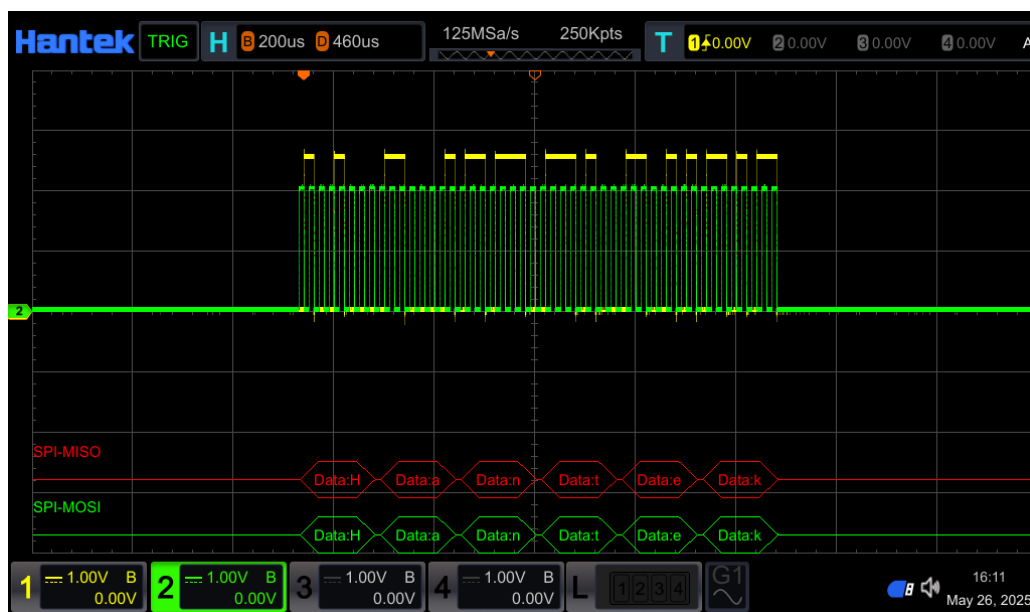 Hantek TRIG H B 200us D 460us 125MSa/s 250Kpts T 1 0.00V 2 0.00V 3 0.00V 4 0.00V A
2
SPI-MISO
Data:H Data:a Data:n Data:t Data:e Data:k
SPI-MOSI
Data:H Data:a Data:n Data:t Data:e Data:k
1 1.00V B 0.00V 2 1.00V B 0.00V 3 1.00V B 0.00V 4 1.00V B 0.00V L 1 2 3 4 G1 16:11
May 26, 2025